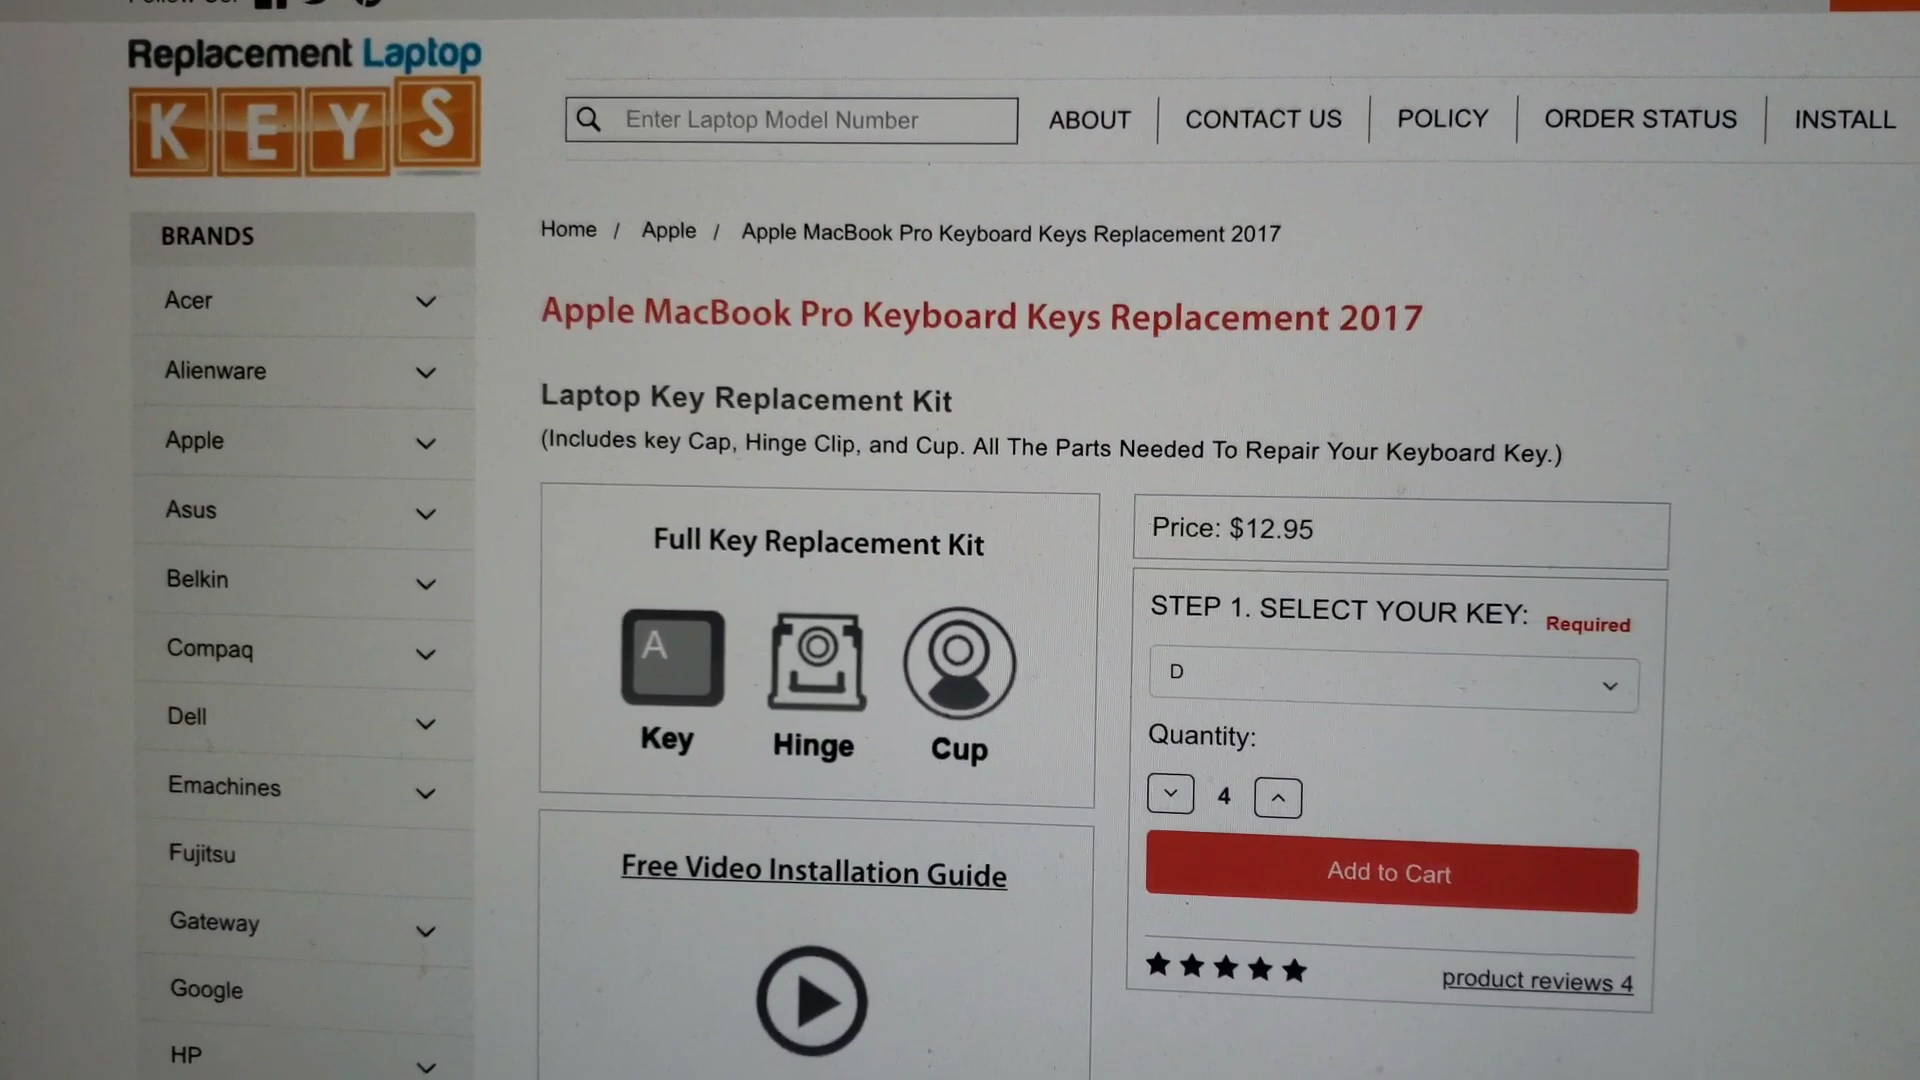 Replacement Laptop
KEYS
Enter Laptop Model Number
ABOUT
CONTACT US
POLICY
ORDER STATUS
INSTALL
BRANDS
Acer
Alienware
Apple
Asus
Belkin
Compaq
Dell
Emachines
Fujitsu
Gateway
Google
HP
Home / Apple / Apple MacBook Pro Keyboard Keys Replacement 2017
Apple MacBook Pro Keyboard Keys Replacement 2017
Laptop Key Replacement Kit
(Includes key Cap, Hinge Clip, and Cup. All The Parts Needed To Repair Your Keyboard Key.)
Full Key Replacement Kit
A
Key Hinge Cup
Free Video Installation Guide
Price: $12.95
STEP 1. SELECT YOUR KEY: Required
D
Quantity:
4
Add to Cart
product reviews 4